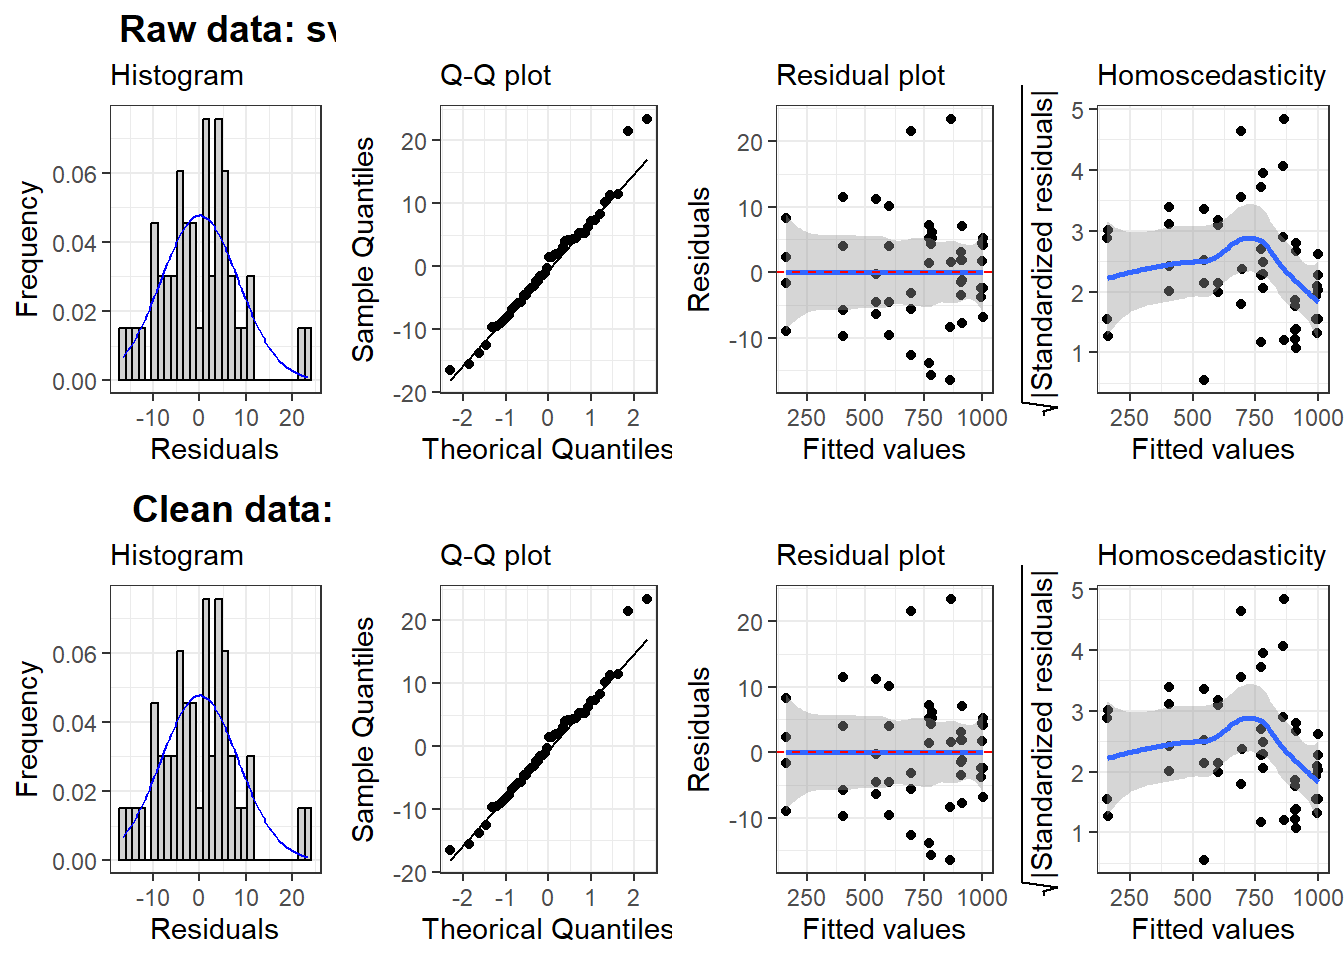 Raw data: sv
Histogram
Q-Q plot
Residual plot
Homoscedasticity
Frequency
0.06
0.04
0.02
0.00
-10 0 10 20
Residuals
Sample Quantiles
20
10
0
-10
-20
-2 -1 0 1 2
Theorical Quantiles
Residuals
20
10
0
-10
250 500 750 1000
Fitted values
√|Standardized residuals|
5
4
3
2
1
250 500 750 1000
Fitted values
Clean data:
Histogram
Q-Q plot
Residual plot
Homoscedasticity
Frequency
0.06
0.04
0.02
0.00
-10 0 10 20
Residuals
Sample Quantiles
20
10
0
-10
-20
-2 -1 0 1 2
Theorical Quantiles
Residuals
20
10
0
-10
250 500 750 1000
Fitted values
√|Standardized residuals|
5
4
3
2
1
250 500 750 1000
Fitted values